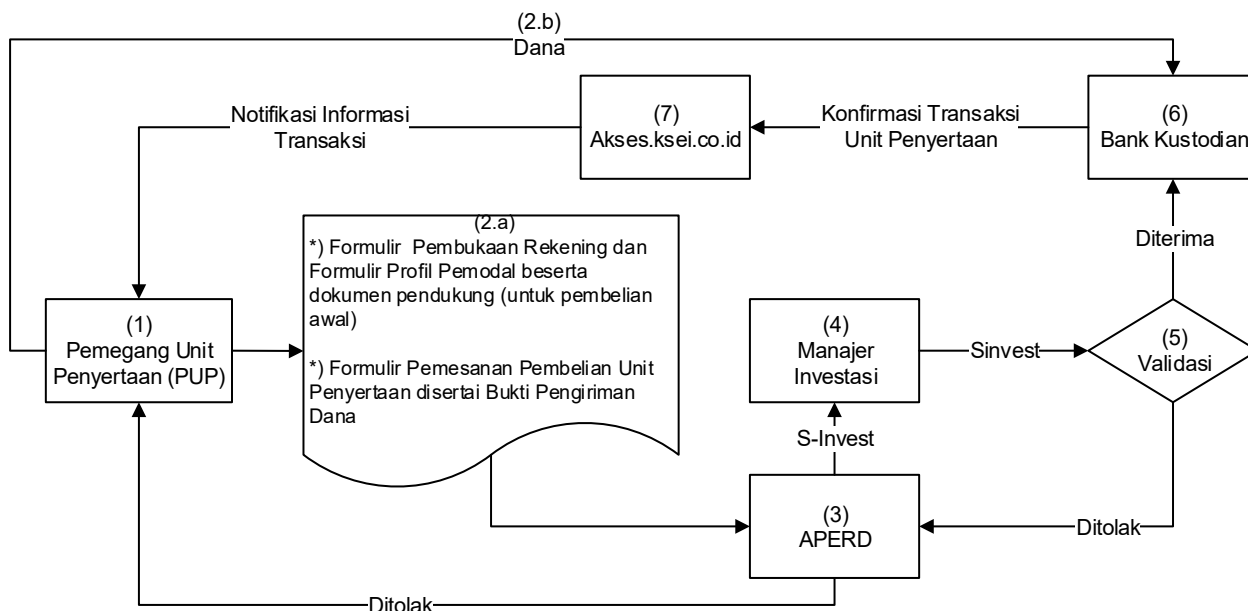 (2.b)
Dana
Notifikasi Informasi
Transaksi
(7)
Akses.ksei.co.id
Konfirmasi Transaksi
Unit Penyertaan
(6)
Bank Kustodian
(2.a)
*) Formulir Pembukaan Rekening dan
Formulir Profil Pemodal beserta
dokumen pendukung (untuk pembelian
awal)
*) Formulir Pemesanan Pembelian Unit
Penyertaan disertai Bukti Pengiriman
Dana
Diterima
(1)
Pemegang Unit
Penyertaan (PUP)
(4)
Manajer
Investasi
Sinvest
(5)
Validasi
S-Invest
(3)
APERD
Ditolak
Ditolak